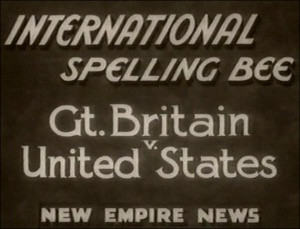 INTERNATIONAL
SPELLING BEE
Gt. Britain
v.
United States
NEW EMPIRE NEWS